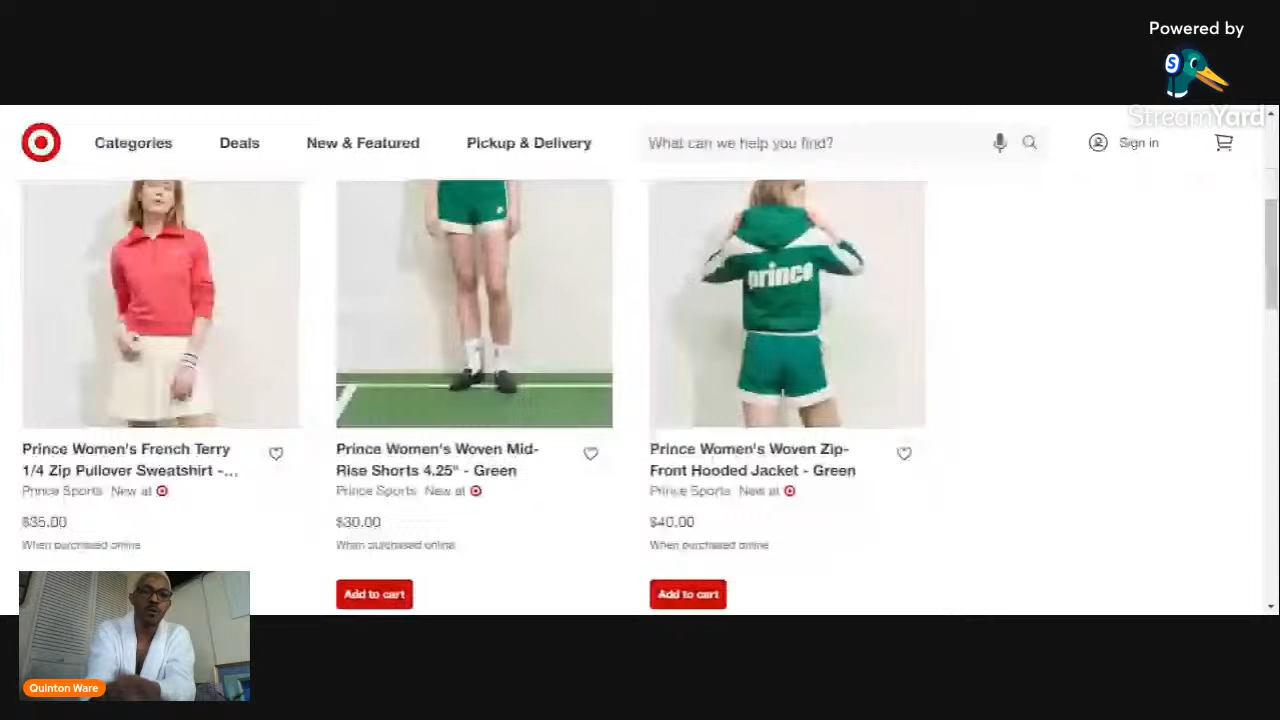 Powered by
S
StreamYard
Categories
Deals
New & Featured
Pickup & Delivery
What can we help you find?
Sign in
prince
Prince Women's French Terry
1/4 Zip Pullover Sweatshirt -...
Prince Sports New at
$35.00
When purchased online
Prince Women's Woven Mid-
Rise Shorts 4.25" - Green
Prince Sports New at
$30.00
When purchased online
Add to cart
Prince Women's Woven Zip-
Front Hooded Jacket - Green
Prince Sports New at
$40.00
When purchased online
Add to cart
Quinton Ware